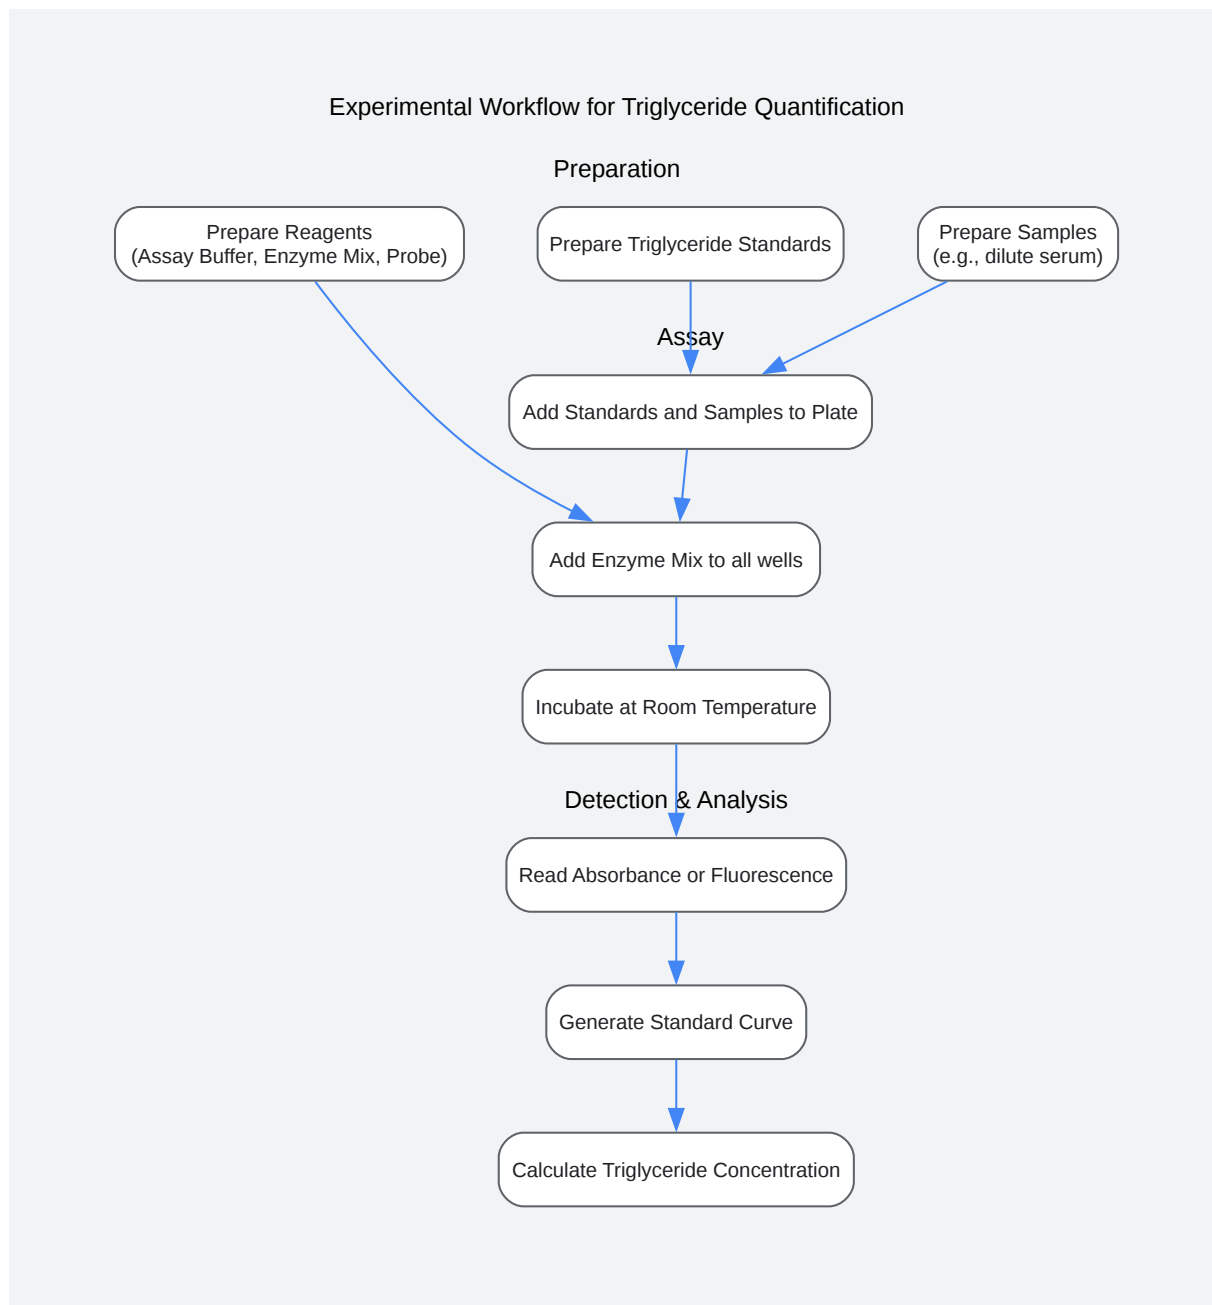 Experimental Workflow for Triglyceride Quantification
Preparation
Prepare Reagents
(Assay Buffer, Enzyme Mix, Probe)
Prepare Triglyceride Standards
Prepare Samples
(e.g., dilute serum)
Assay
Add Standards and Samples to Plate
Add Enzyme Mix to all wells
Incubate at Room Temperature
Detection & Analysis
Read Absorbance or Fluorescence
Generate Standard Curve
Calculate Triglyceride Concentration